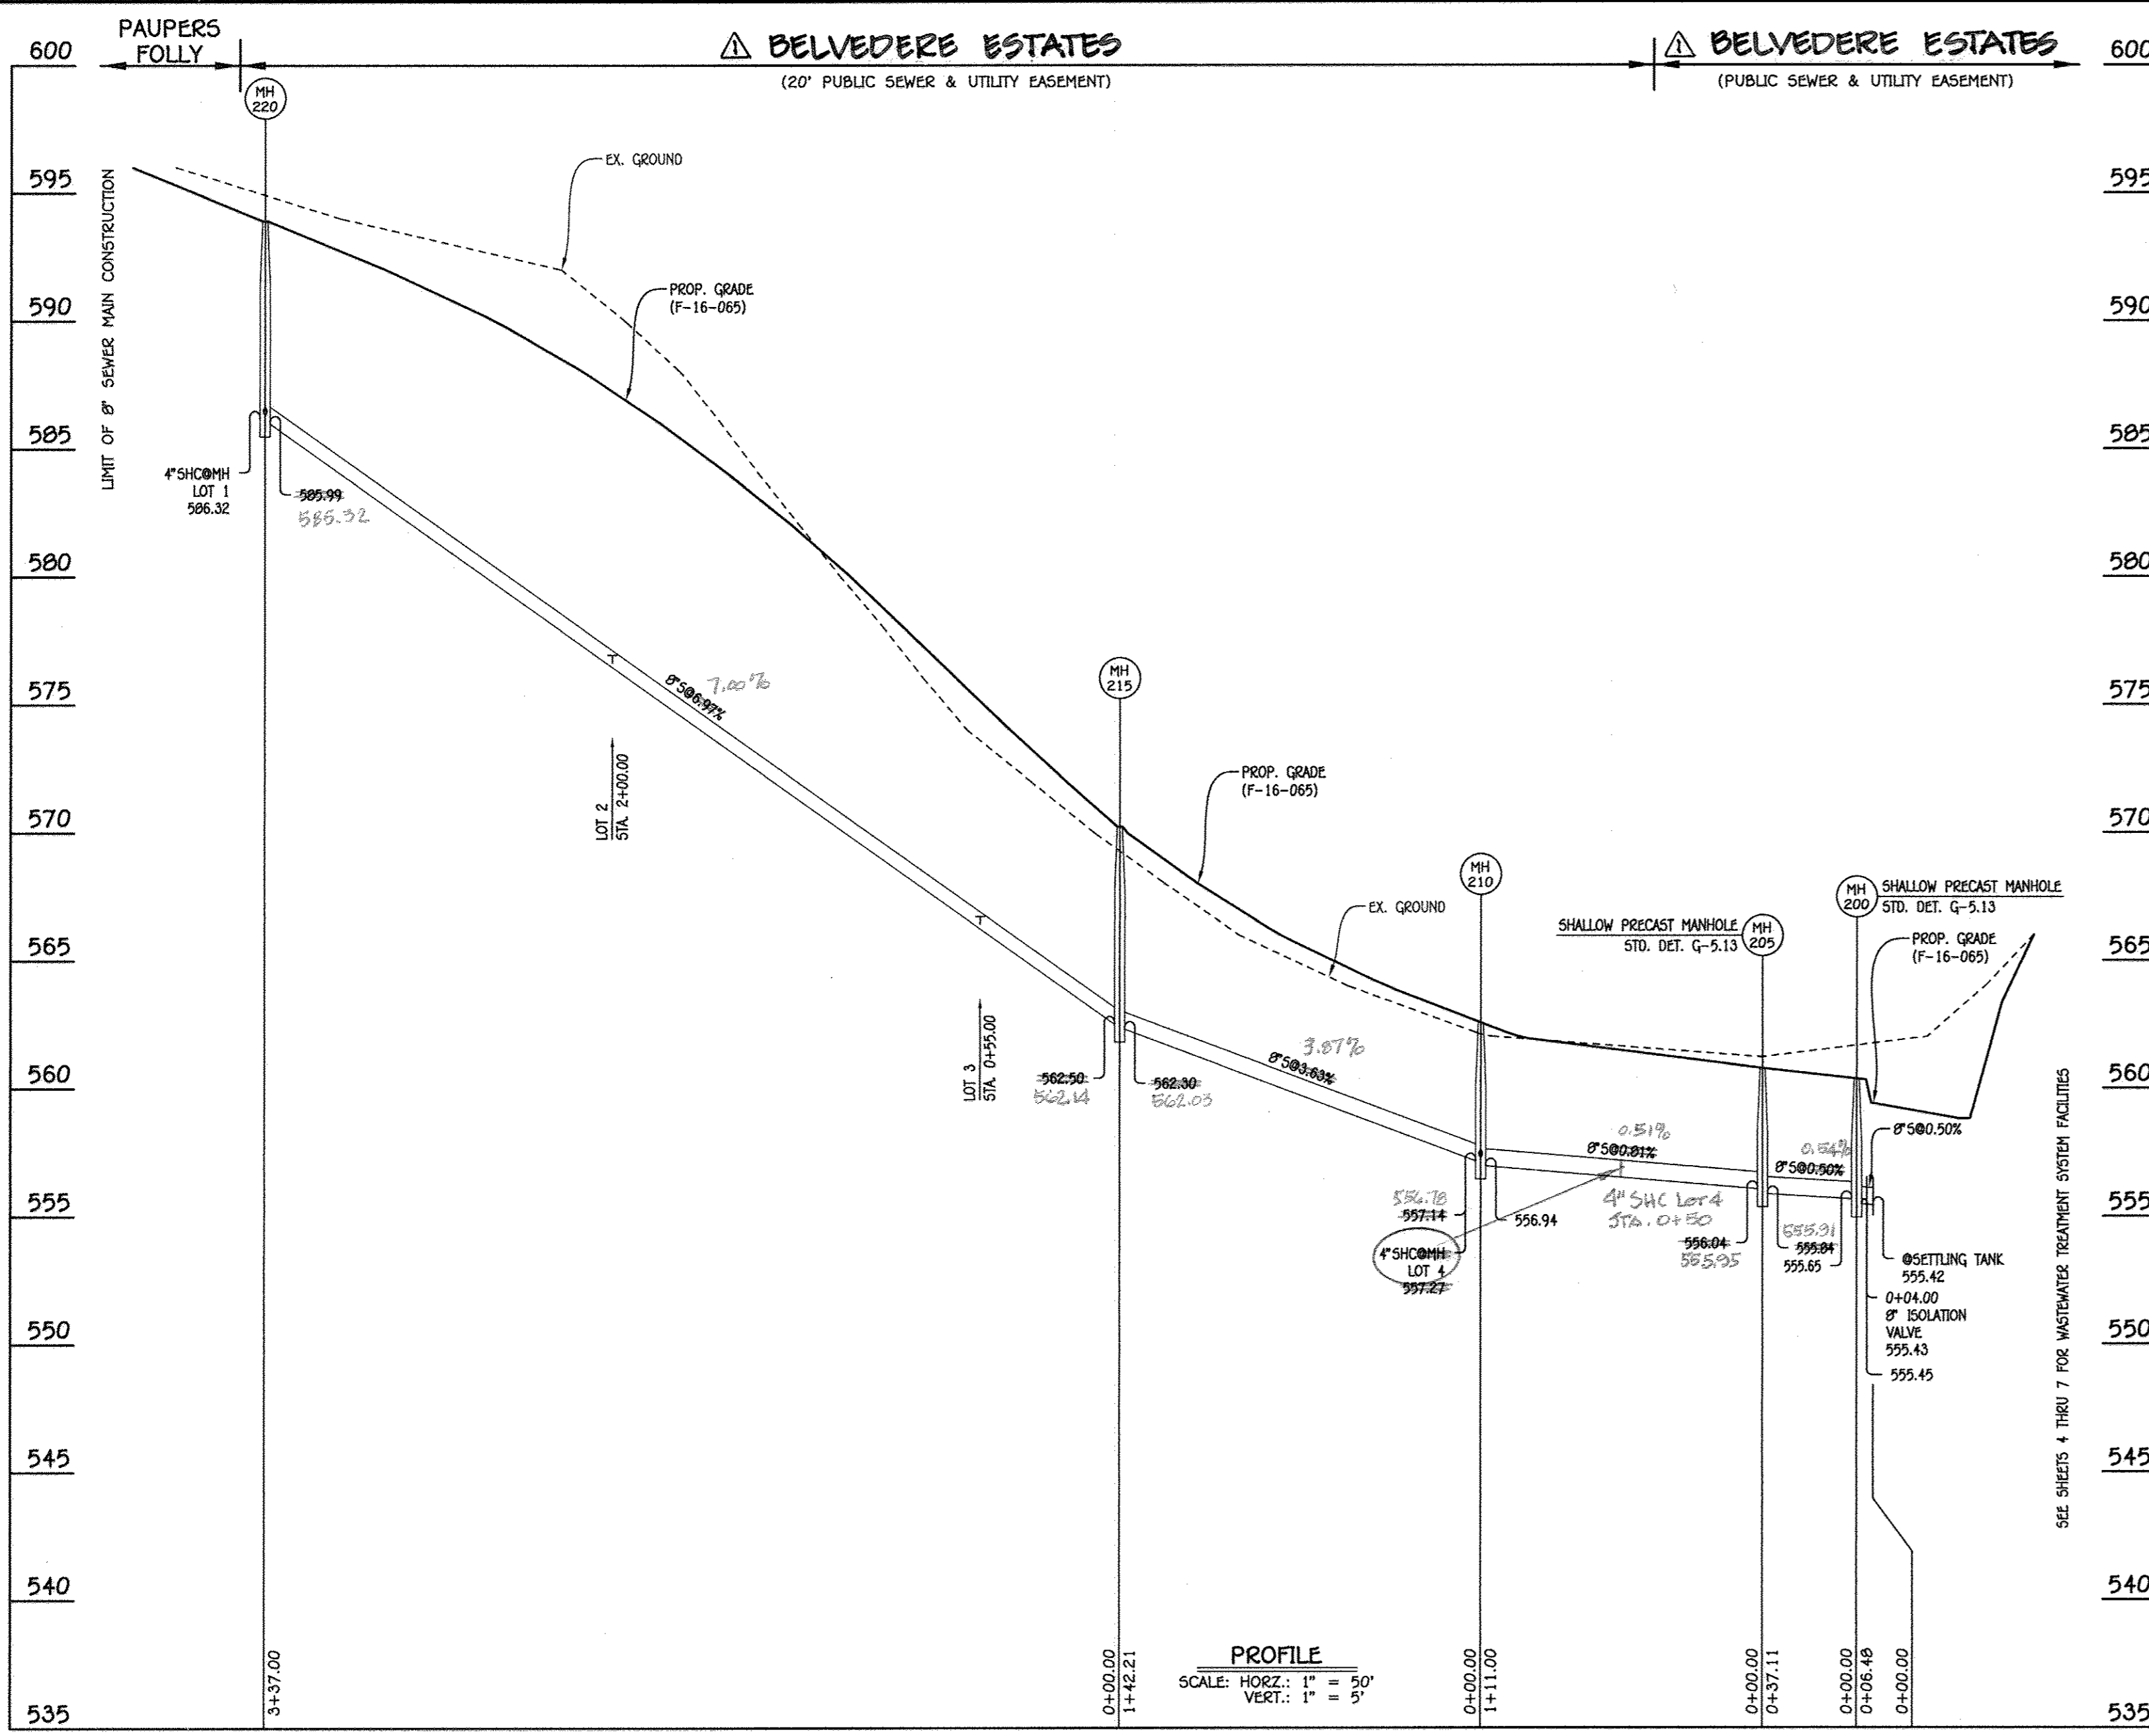 PAUPERS
FOLLY
⚠ BELVEDERE ESTATES
(20' PUBLIC SEWER & UTILITY EASEMENT)
⚠ BELVEDERE ESTATES
(PUBLIC SEWER & UTILITY EASEMENT)
600
595
590
585
580
575
570
565
560
555
550
545
540
535
600
595
590
585
580
575
570
565
560
555
550
545
540
535
LIMIT OF 8" SEWER MAIN CONSTRUCTION
MH
220
EX. GROUND
PROP. GRADE
(F-16-065)
4"SHC@MH
LOT 1
586.32
585.99
585.32
8"S@6.97%
7.00%
LOT 2
STA. 2+00.00
LOT 3
STA. 0+55.00
MH
215
562.50
562.14
562.30
562.03
PROP. GRADE
(F-16-065)
EX. GROUND
3.87%
8"S@3.63%
MH
210
556.78
557.14
556.94
4"SHC@MH
LOT 4
557.27
0.51%
8"S@0.81%
4" SHC Lot 4
STA. 0+50
SHALLOW PRECAST MANHOLE
STD. DET. G-5.13
MH
205
556.04
555.95
0.54%
8"S@0.50%
555.91
555.84
555.65
MH
200
SHALLOW PRECAST MANHOLE
STD. DET. G-5.13
PROP. GRADE
(F-16-065)
8"S@0.50%
@SETTLING TANK
555.42
0+04.00
8" ISOLATION
VALVE
555.43
555.45
SEE SHEETS 4 THRU 7 FOR WASTEWATER TREATMENT SYSTEM FACILITIES
3+37.00
0+00.00
1+42.21
0+00.00
1+11.00
0+00.00
0+37.11
0+00.00
0+06.48
0+00.00
PROFILE
SCALE: HORZ.: 1" = 50'
VERT.: 1" = 5'